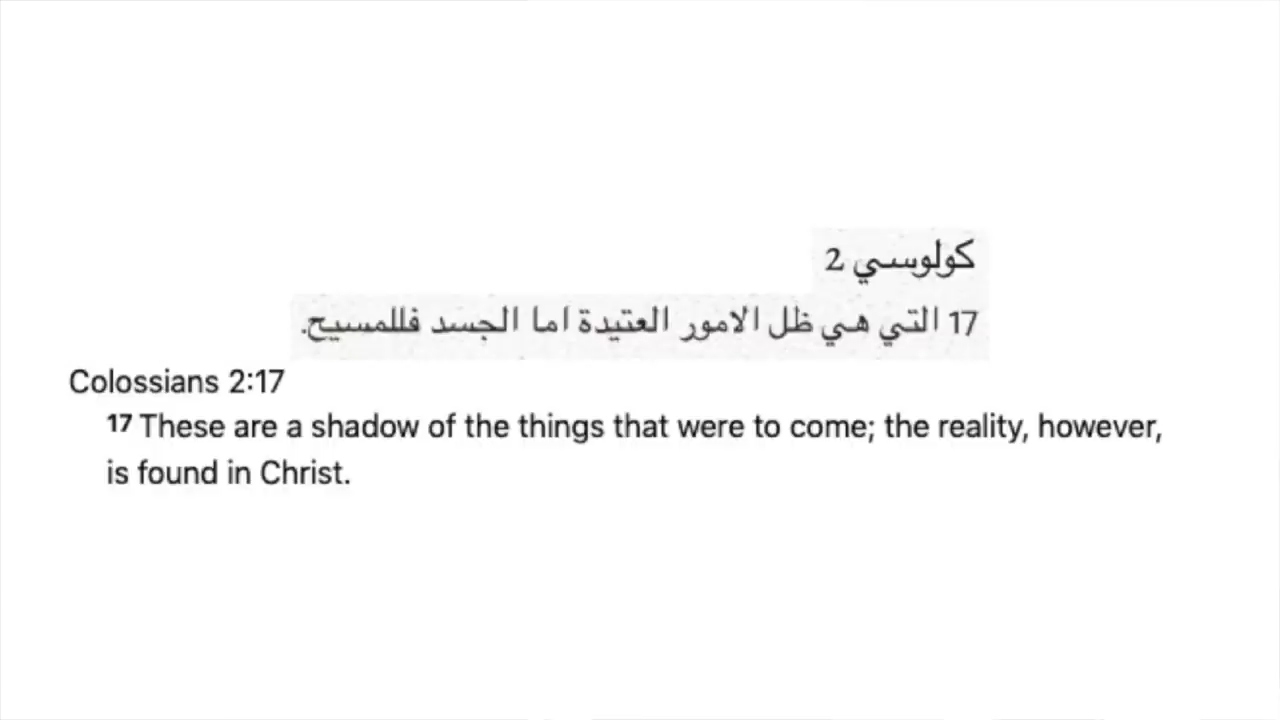 كولوسي 2
17 التي هي ظل الامور العتيدة اما الجسد فللمسيح.
Colossians 2:17
17 These are a shadow of the things that were to come; the reality, however,
is found in Christ.